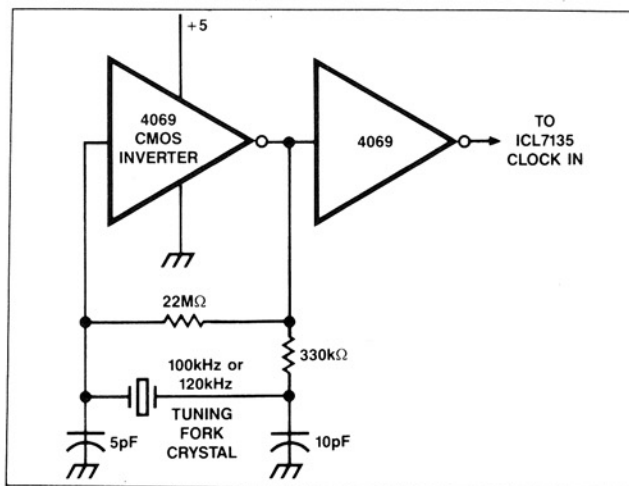 +5
4069
CMOS
INVERTER
4069
TO
ICL7135
CLOCK IN
22MΩ
330kΩ
100kHz or
120kHz
TUNING
FORK
CRYSTAL
5pF
10pF